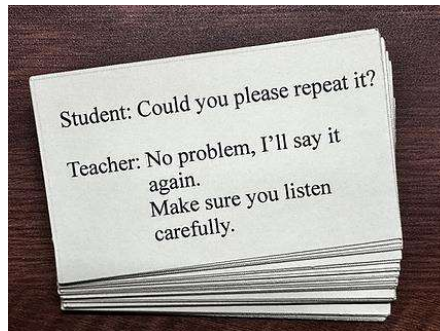 Student: Could you please repeat it?
Teacher: No problem, I'll say it
again.
Make sure you listen
carefully.